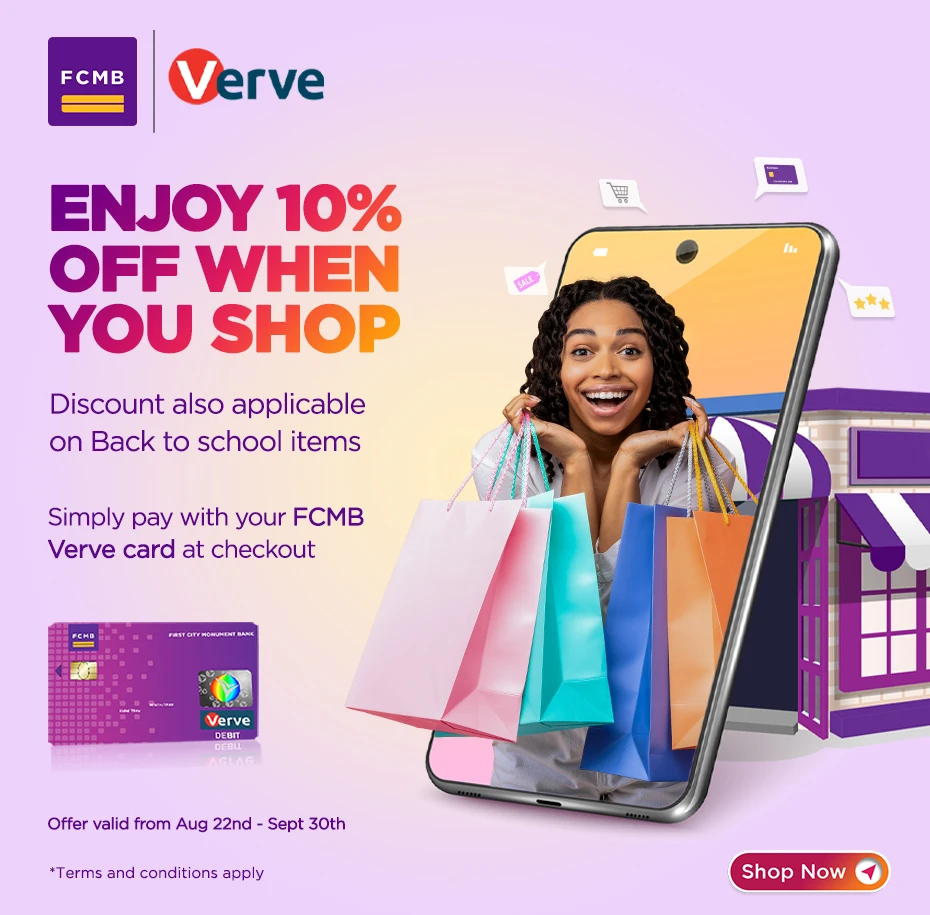 FCMB
Verve
ENJOY 10%
OFF WHEN
YOU SHOP
SALE
Discount also applicable
on Back to school items
Simply pay with your FCMB
Verve card at checkout
FCMB
FIRST CITY MONUMENT BANK
Verve
DEBIT
Offer valid from Aug 22nd - Sept 30th
*Terms and conditions apply
Shop Now